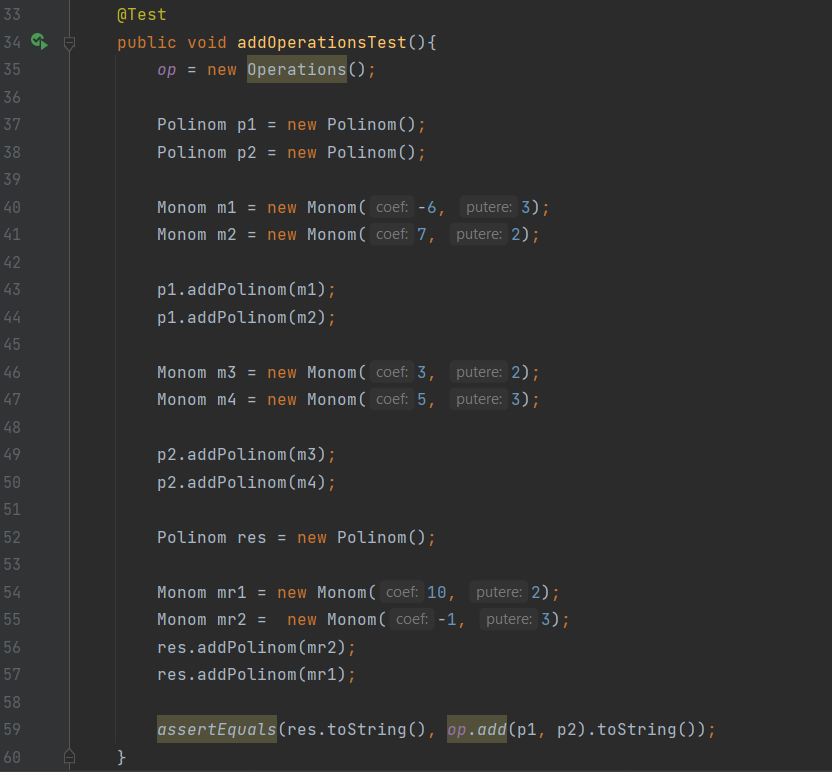 33 @Test
34 public void addOperationsTest(){
35 op = new Operations();
36
37 Polinom p1 = new Polinom();
38 Polinom p2 = new Polinom();
39
40 Monom m1 = new Monom( coef: -6, putere: 3);
41 Monom m2 = new Monom( coef: 7, putere: 2);
42
43 p1.addPolinom(m1);
44 p1.addPolinom(m2);
45
46 Monom m3 = new Monom( coef: 3, putere: 2);
47 Monom m4 = new Monom( coef: 5, putere: 3);
48
49 p2.addPolinom(m3);
50 p2.addPolinom(m4);
51
52 Polinom res = new Polinom();
53
54 Monom mr1 = new Monom( coef: 10, putere: 2);
55 Monom mr2 =  new Monom( coef: -1, putere: 3);
56 res.addPolinom(mr2);
57 res.addPolinom(mr1);
58
59 assertEquals(res.toString(), op.add(p1, p2).toString());
60 }